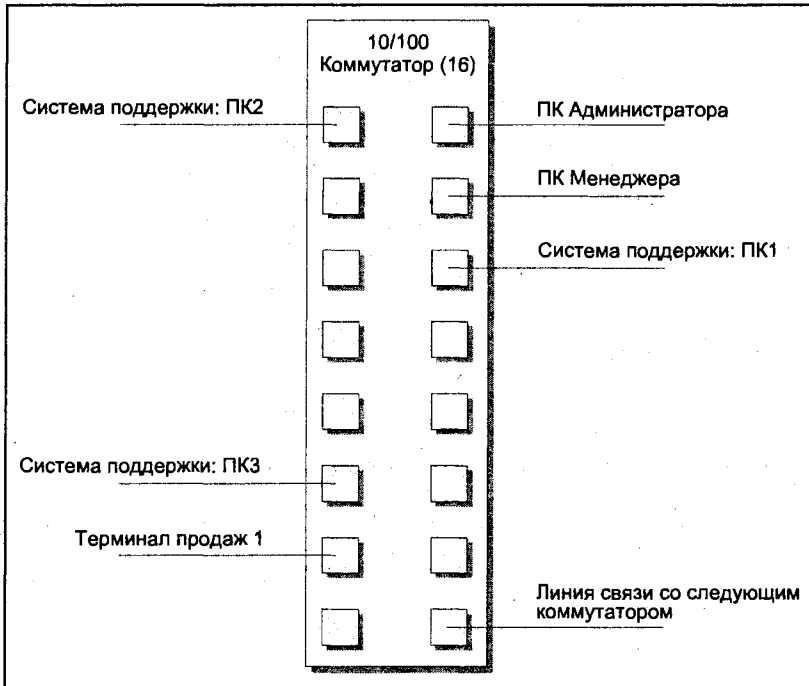 10/100
Коммутатор (16)
Система поддержки: ПК2
ПК Администратора
ПК Менеджера
Система поддержки: ПК1
Система поддержки: ПК3
Терминал продаж 1
Линия связи со следующим
коммутатором